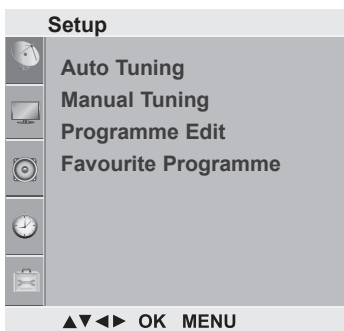 Setup
Auto Tuning
Manual Tuning
Programme Edit
Favourite Programme
▲▼◄► OK MENU